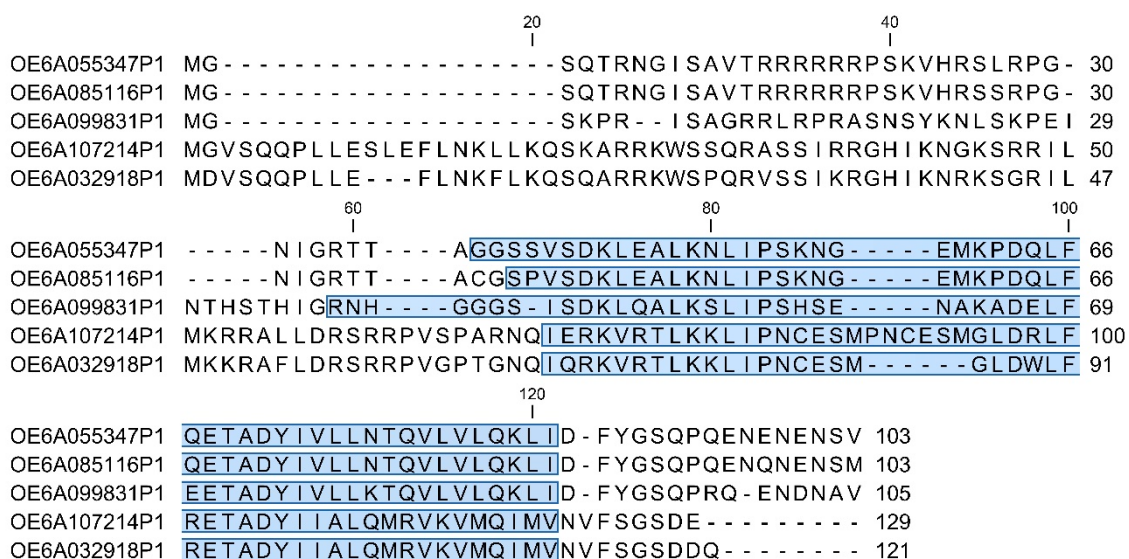 20 40
OE6A055347P1 MG-------------------SQTRNGISAVTRRRRRRPSKVHRSLRPG- 30
OE6A085116P1 MG-------------------SQTRNGISAVTRRRRRRPSKVHRSSRPG- 30
OE6A099831P1 MG-------------------SKPR--ISAGRRLRPRASNSYKNLSKPEI 29
OE6A107214P1 MGVSQQPLLESLEFLNKLLKQSKARRKWSSQRASSIRRGHIKNGKSRRIL 50
OE6A032918P1 MDVSQQPLLE---FLNKFLKQSQARRKWSPQRVSSIKRGHIKNRKSGRIL 47
60 80 100
OE6A055347P1 -----NIGRTT----AGGSSVSDKLEALKNLIPSKNG-----EMKPDQLF 66
OE6A085116P1 -----NIGRTT----ACGSPVSDKLEALKNLIPSKNG-----EMKPDQLF 66
OE6A099831P1 NTHSTHIGRNH----GGGS-ISDKLQALKSLIPSHSE-----NAKADELF 69
OE6A107214P1 MKRRALLDRSRRPVSPARNQIERKVRTLKKLIPNCESMPNCESMGLDRLF 100
OE6A032918P1 MKKRAFLDRSRRPVGPTGNQIQRKVRTLKKLIPNCESM------GLDWLF 91
120
OE6A055347P1 QETADYIVLLNTQVLVLQKLID-FYGSQPQENENENSV 103
OE6A085116P1 QETADYIVLLNTQVLVLQKLID-FYGSQPQENQNENSM 103
OE6A099831P1 EETADYIVLLKTQVLVLQKLID-FYGSQPRQ-ENDNAV 105
OE6A107214P1 RETADYIIALQMRVKVMQIMVNVFSGSDE--------- 129
OE6A032918P1 RETADYIIALQMRVKVMQIMVNVFSGSDDQ-------- 121